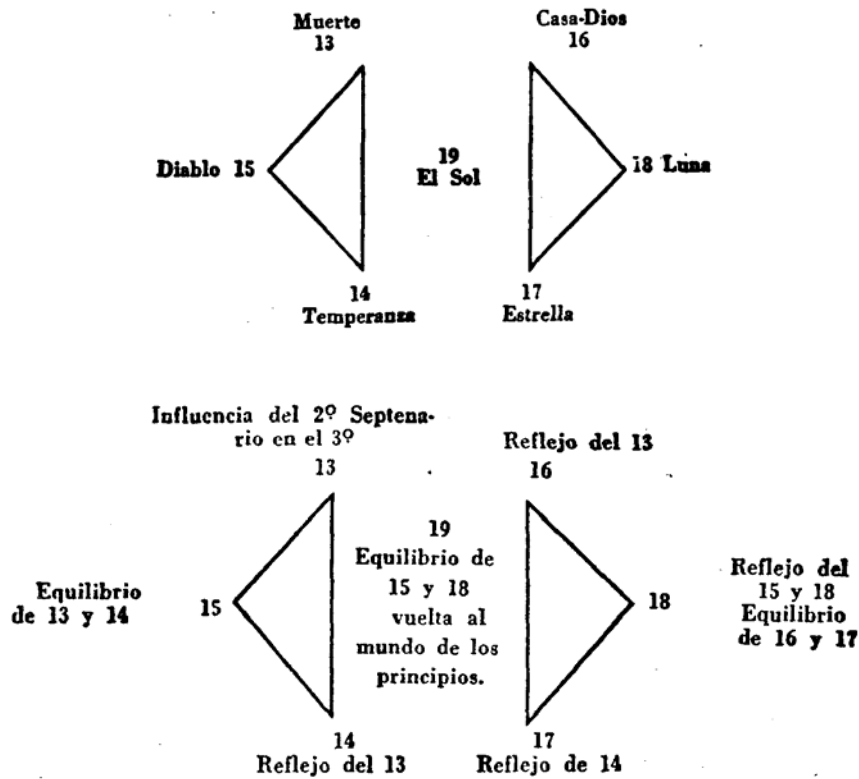 Muerte
13
Casa-Dios
16
Diablo 15
19
El Sol
18 Luna
14
Temperanza
17
Estrella
Influencia del 2º Septena-
rio en el 3º
13
Reflejo del 13
16
Equilibrio
de 13 y 14
15
19
Equilibrio de
15 y 18
vuelta al
mundo de los
principios.
18
Reflejo del
15 y 18
Equilibrio
de 16 y 17
14
Reflejo del 13
17
Reflejo de 14